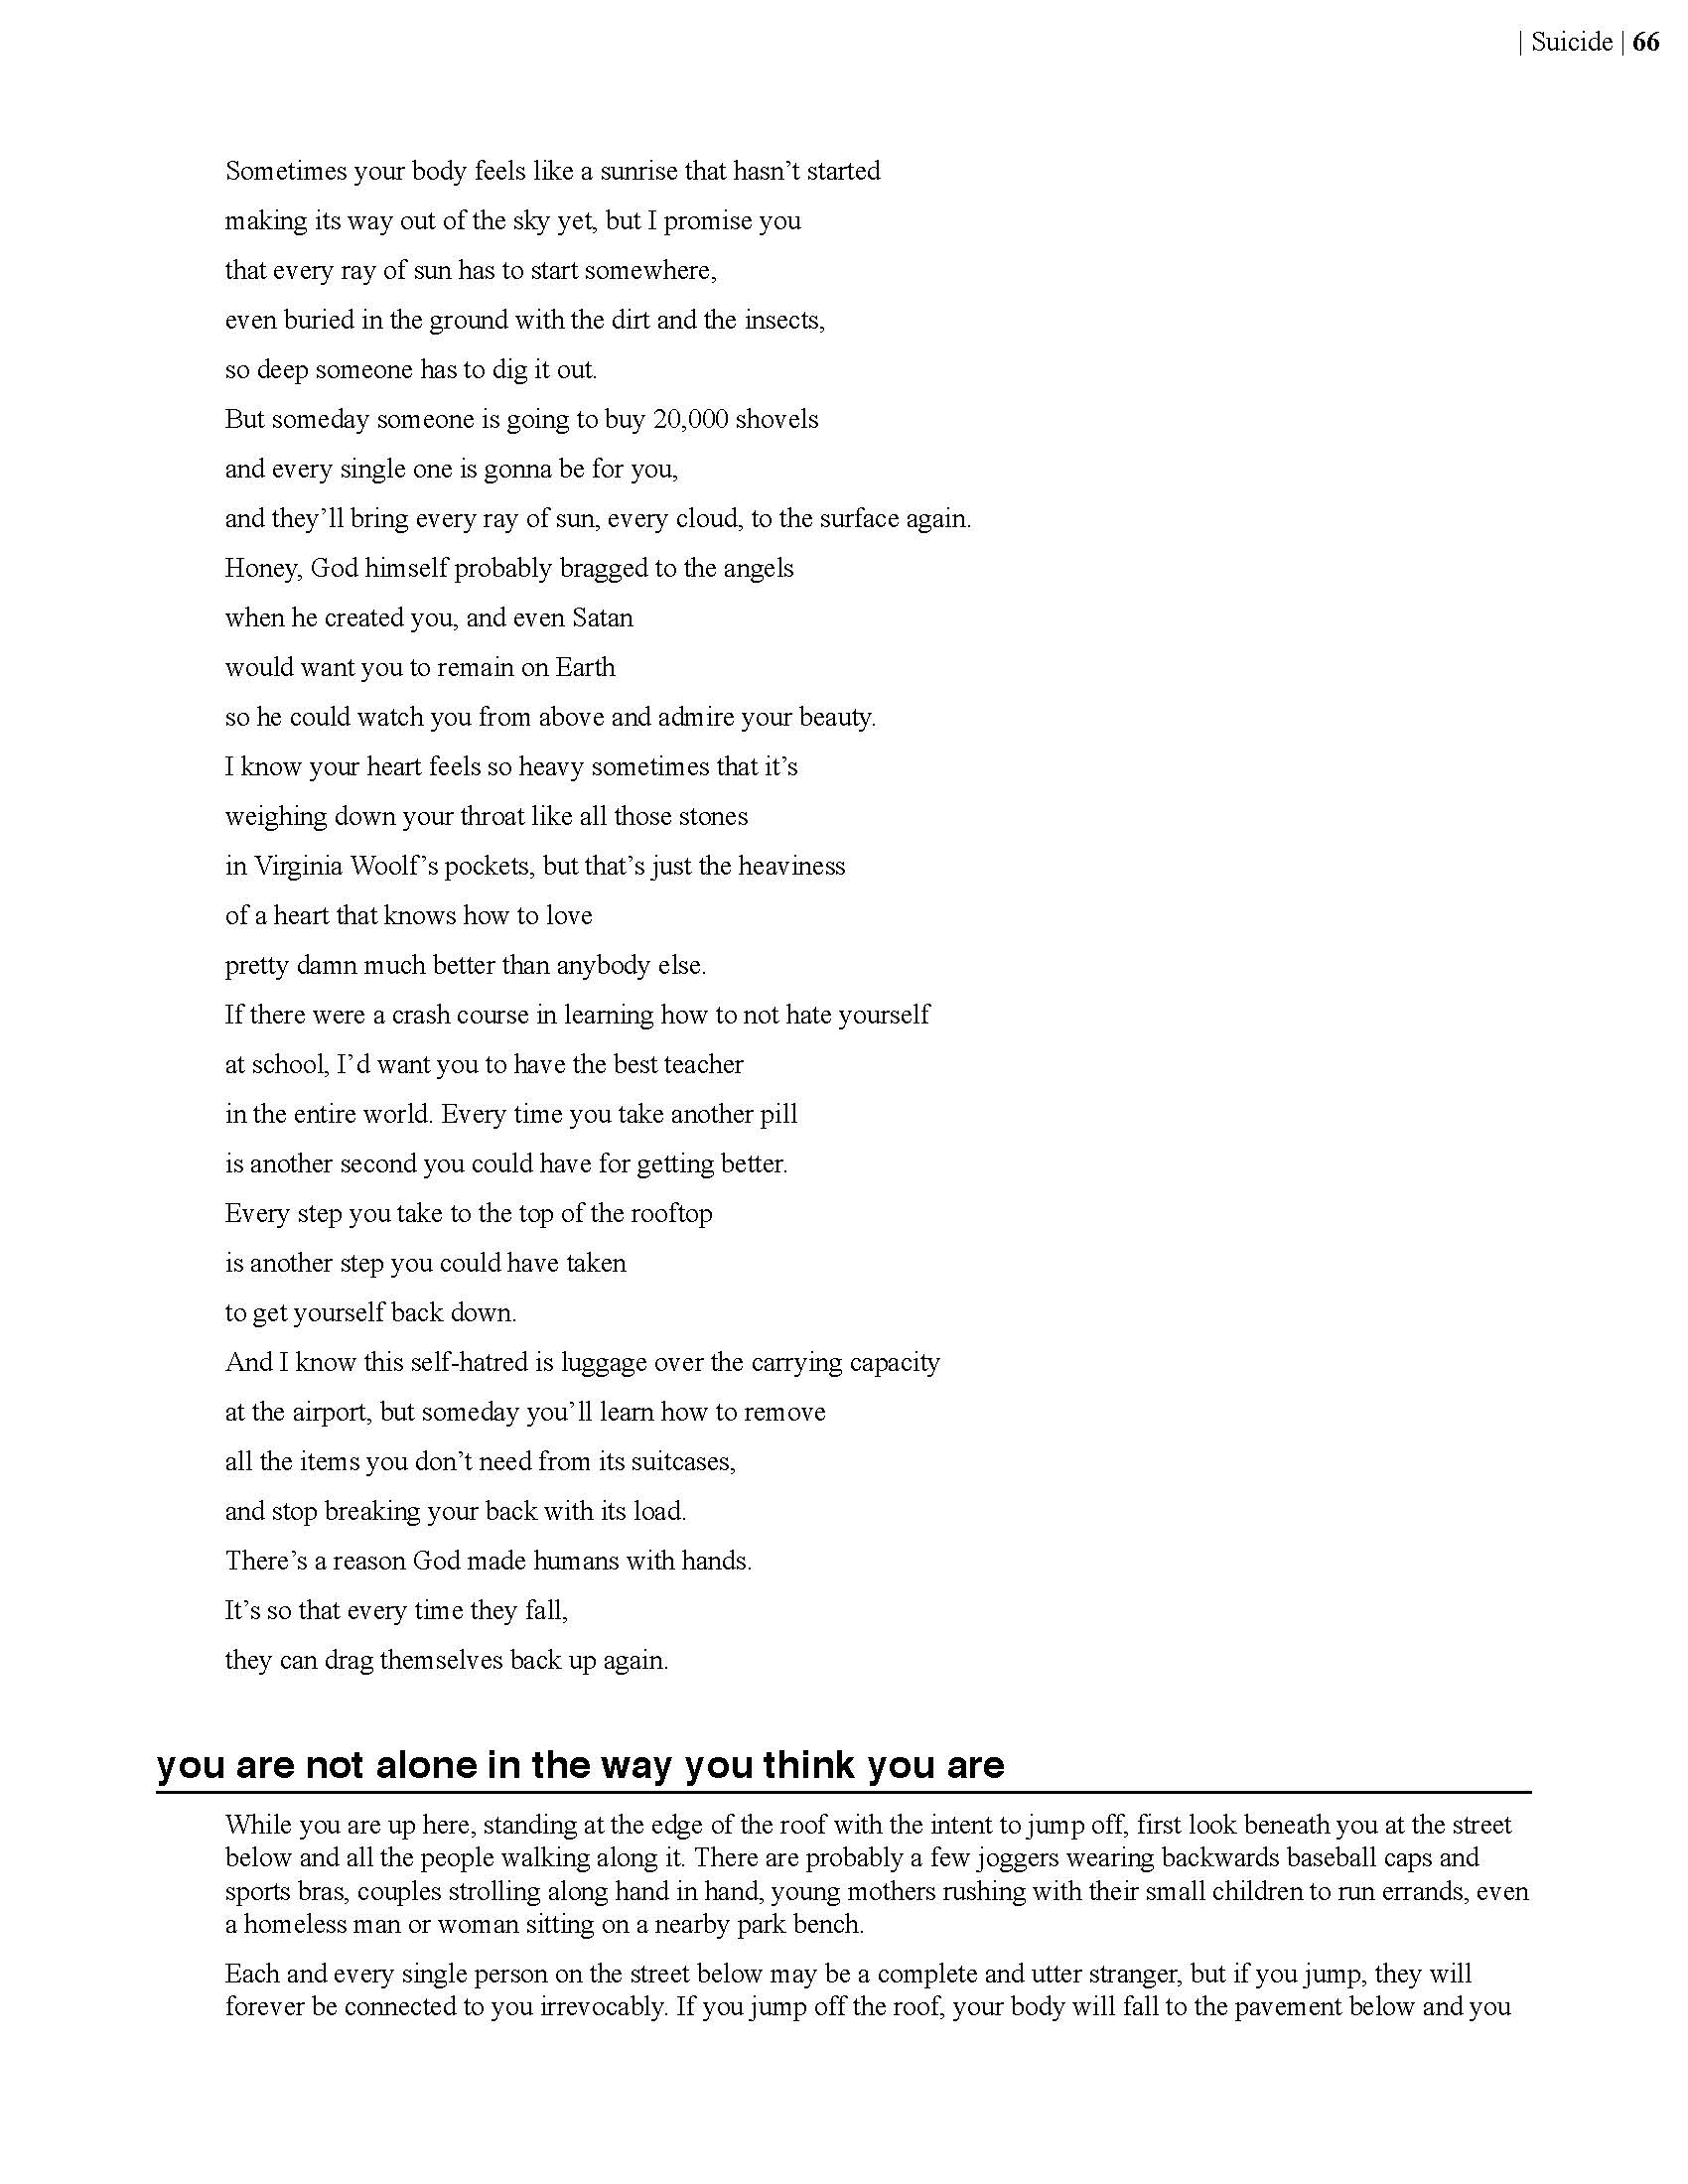 | Suicide | 66
Sometimes your body feels like a sunrise that hasn’t started
making its way out of the sky yet, but I promise you
that every ray of sun has to start somewhere,
even buried in the ground with the dirt and the insects,
so deep someone has to dig it out.
But someday someone is going to buy 20,000 shovels
and every single one is gonna be for you,
and they’ll bring every ray of sun, every cloud, to the surface again.
Honey, God himself probably bragged to the angels
when he created you, and even Satan
would want you to remain on Earth
so he could watch you from above and admire your beauty.
I know your heart feels so heavy sometimes that it’s
weighing down your throat like all those stones
in Virginia Woolf’s pockets, but that’s just the heaviness
of a heart that knows how to love
pretty damn much better than anybody else.
If there were a crash course in learning how to not hate yourself
at school, I’d want you to have the best teacher
in the entire world. Every time you take another pill
is another second you could have for getting better.
Every step you take to the top of the rooftop
is another step you could have taken
to get yourself back down.
And I know this self-hatred is luggage over the carrying capacity
at the airport, but someday you’ll learn how to remove
all the items you don’t need from its suitcases,
and stop breaking your back with its load.
There’s a reason God made humans with hands.
It’s so that every time they fall,
they can drag themselves back up again.
you are not alone in the way you think you are
While you are up here, standing at the edge of the roof with the intent to jump off, first look beneath you at the street
below and all the people walking along it. There are probably a few joggers wearing backwards baseball caps and
sports bras, couples strolling along hand in hand, young mothers rushing with their small children to run errands, even
a homeless man or woman sitting on a nearby park bench.
Each and every single person on the street below may be a complete and utter stranger, but if you jump, they will
forever be connected to you irrevocably. If you jump off the roof, your body will fall to the pavement below and you